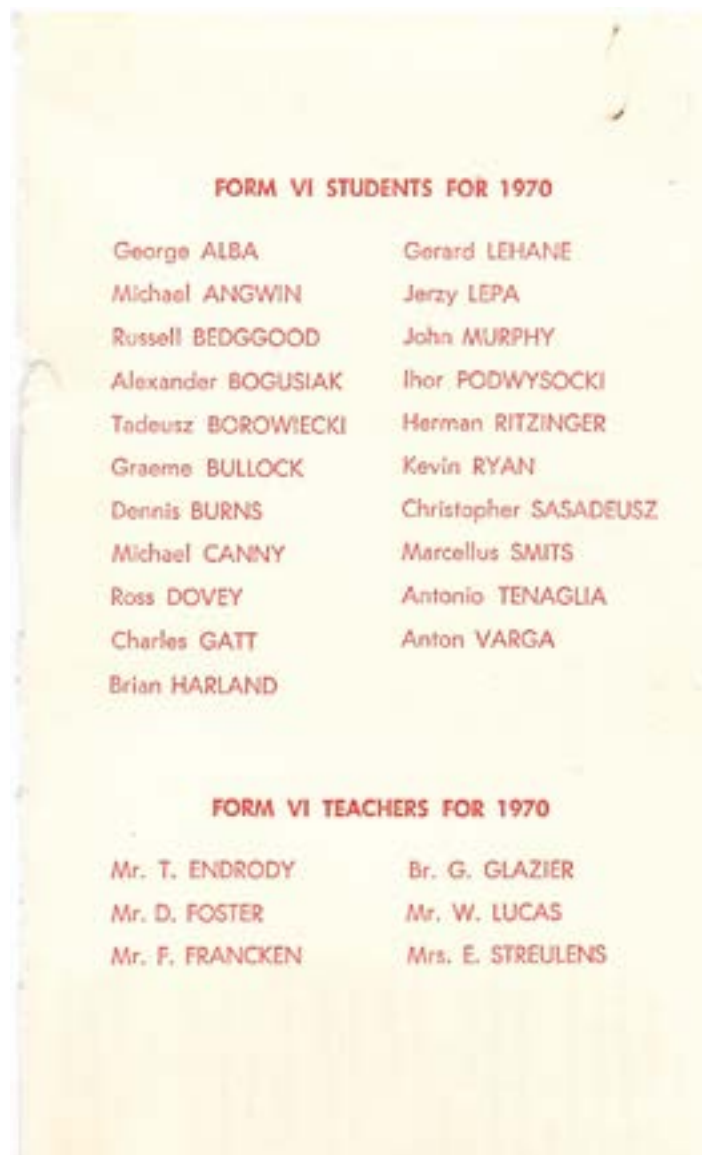 FORM VI STUDENTS FOR 1970
George ALBA
Michael ANGWIN
Russell BEDGGOOD
Alexander BOGUSIAK
Tadeusz BOROWIECKI
Graeme BULLOCK
Dennis BURNS
Michael CANNY
Ross DOVEY
Charles GATT
Brian HARLAND
Gerard LEHANE
Jerzy LEPA
John MURPHY
Ihor PODWYSOCKI
Herman RITZINGER
Kevin RYAN
Christopher SASADEUSZ
Marcellus SMITS
Antonio TENAGLIA
Anton VARGA
FORM VI TEACHERS FOR 1970
Mr. T. ENDRODY
Mr. D. FOSTER
Mr. F. FRANCKEN
Br. G. GLAZIER
Mr. W. LUCAS
Mrs. E. STREULENS